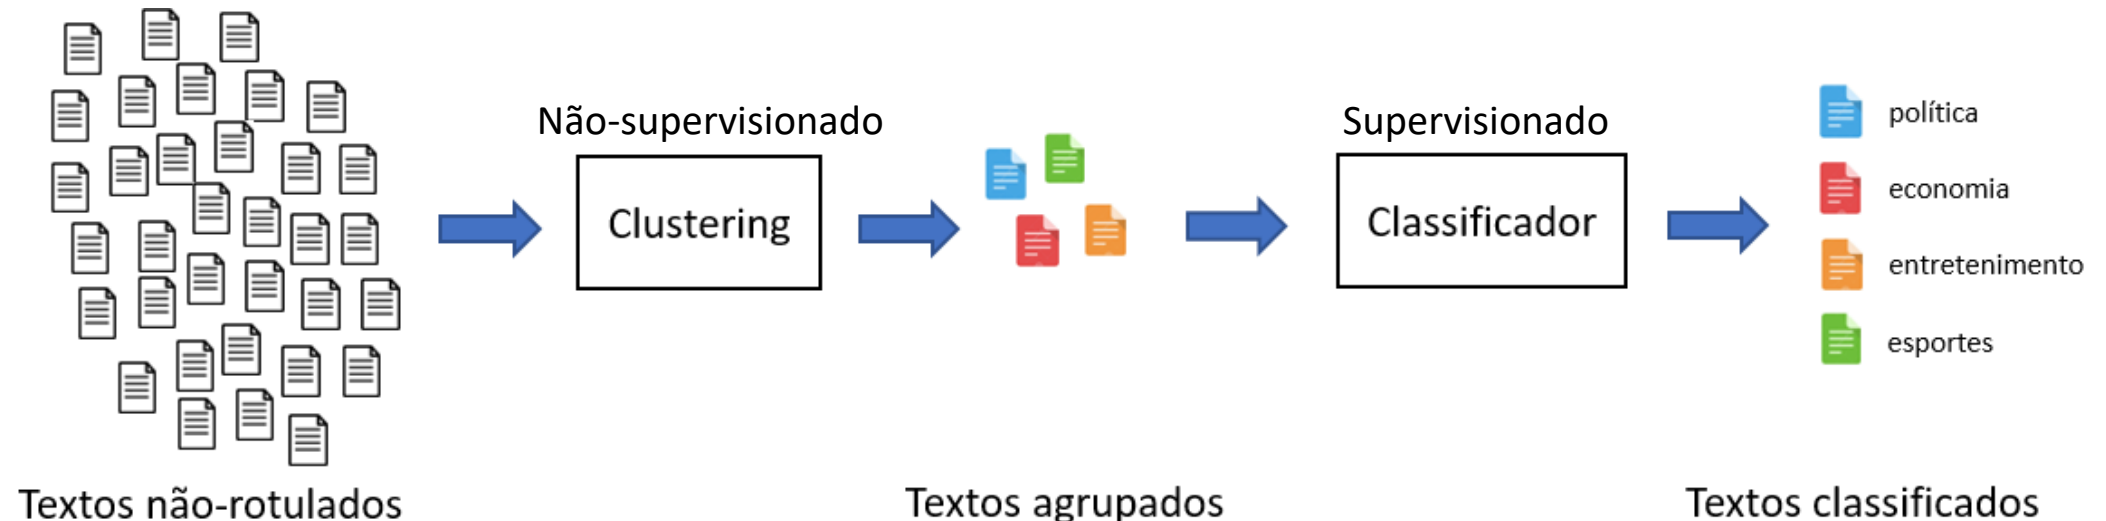 Não-supervisionado
Clustering
Supervisionado
Classificador
política
economia
entretenimento
esportes
Textos não-rotulados
Textos agrupados
Textos classificados